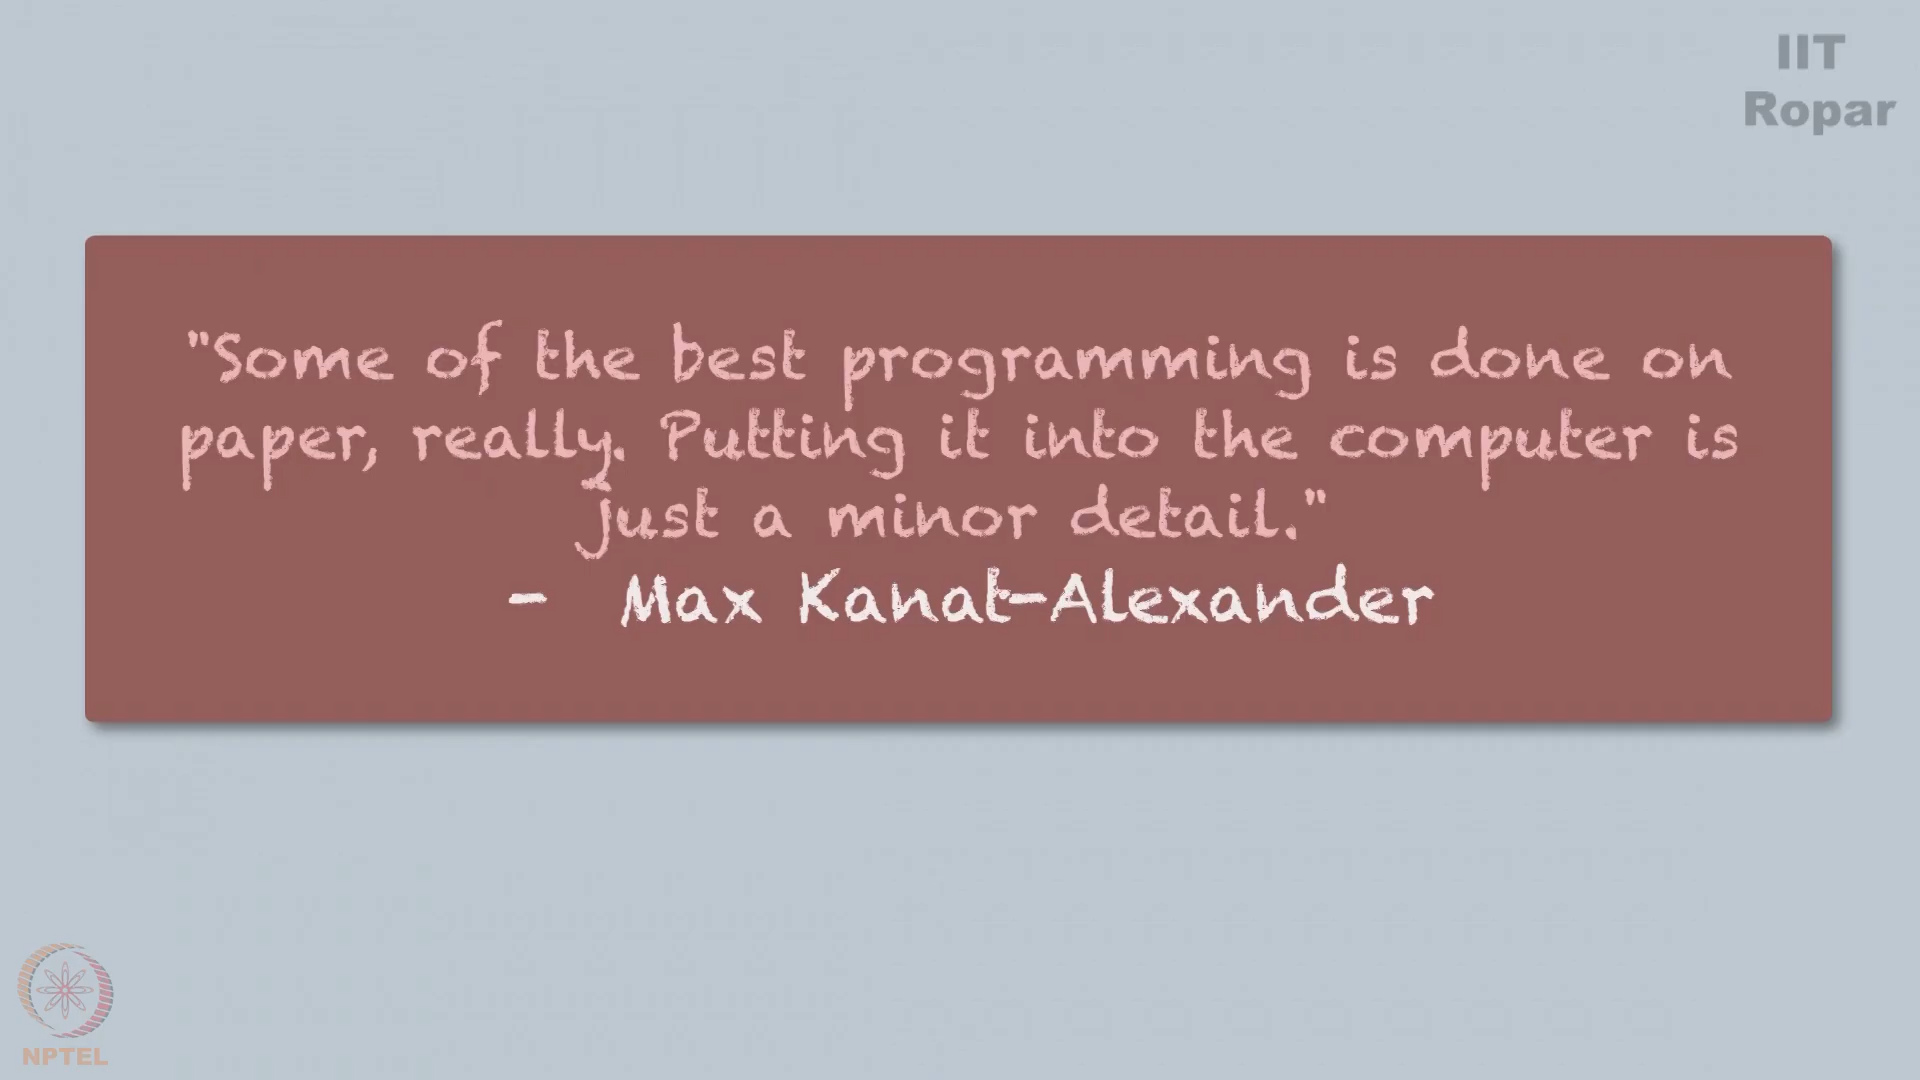 IIT
Ropar
"Some of the best programming is done on
paper, really. Putting it into the computer is
just a minor detail."
- Max Kanat-Alexander
NPTEL